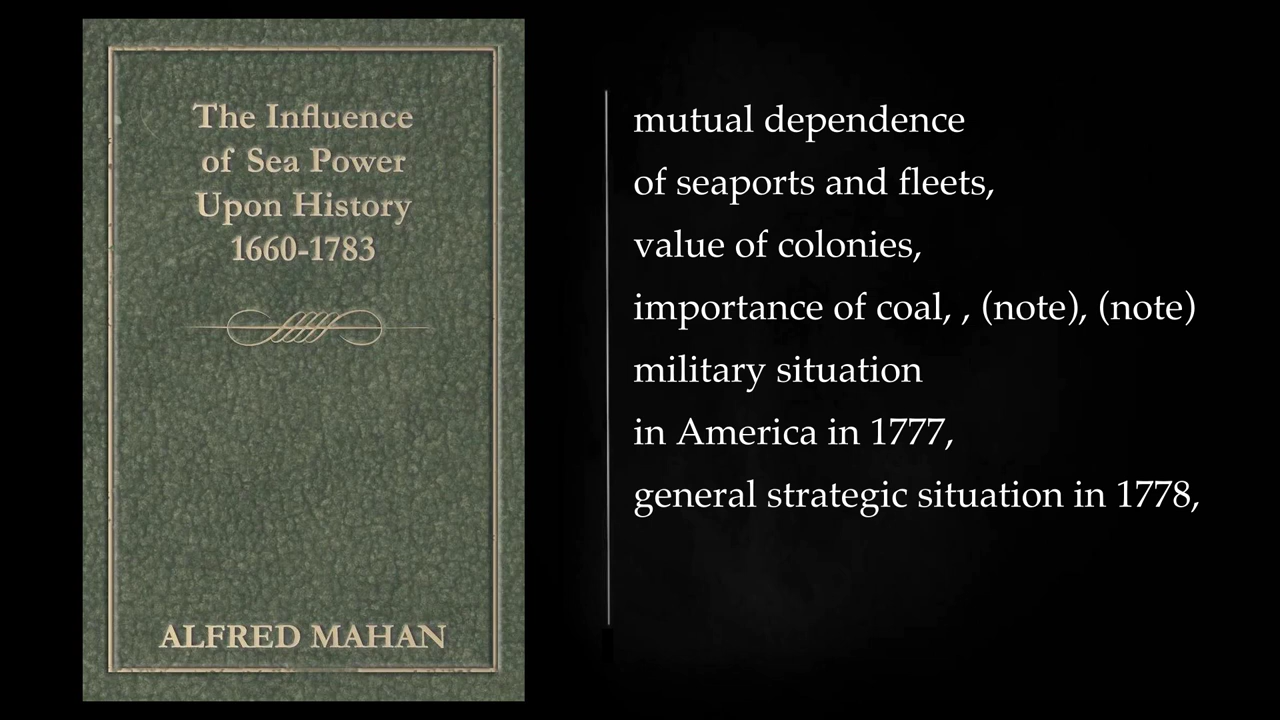 The Influence
of Sea Power
Upon History
1660-1783
ALFRED MAHAN
mutual dependence
of seaports and fleets,
value of colonies,
importance of coal, , (note), (note)
military situation
in America in 1777,
general strategic situation in 1778,